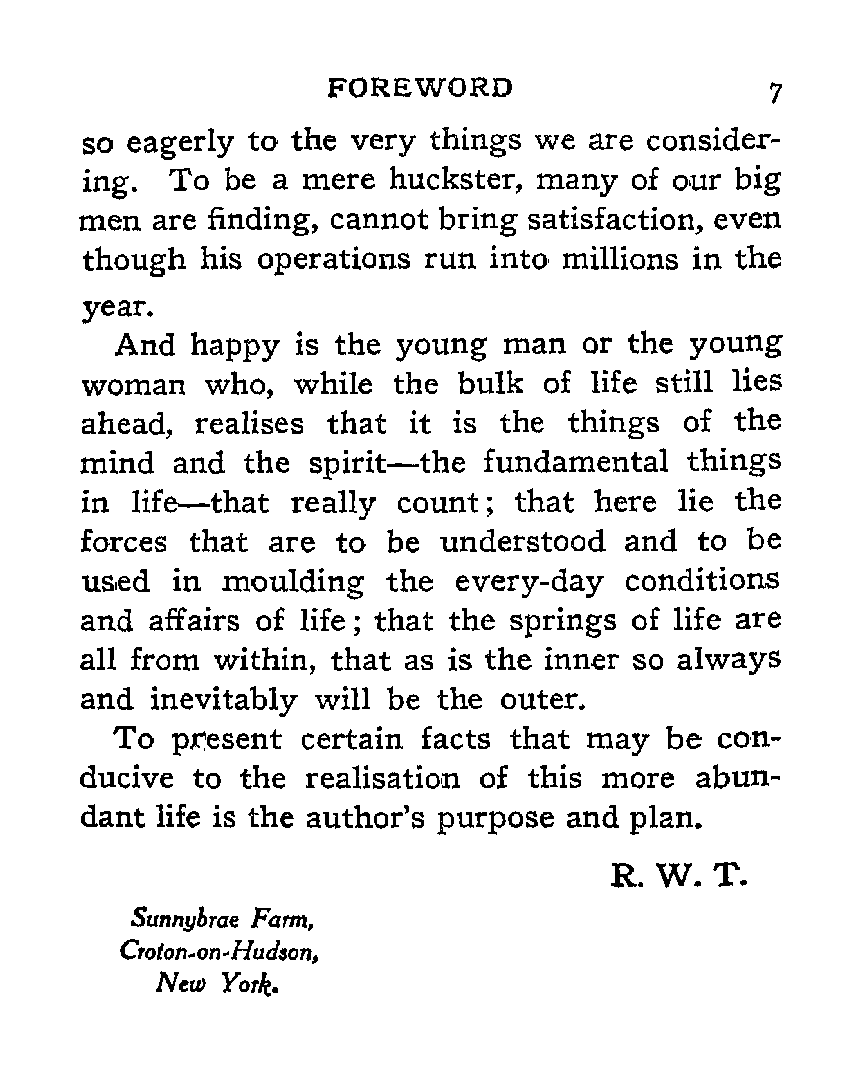 FOREWORD 7
so eagerly to the very things we are consider-
ing. To be a mere huckster, many of our big
men are finding, cannot bring satisfaction, even
though his operations run into millions in the
year.
And happy is the young man or the young
woman who, while the bulk of life still lies
ahead, realises that it is the things of the
mind and the spirit—the fundamental things
in life—that really count; that here lie the
forces that are to be understood and to be
used in moulding the every-day conditions
and affairs of life; that the springs of life are
all from within, that as is the inner so always
and inevitably will be the outer.
To present certain facts that may be con-
ducive to the realisation of this more abun-
dant life is the author's purpose and plan.
R. W. T.
Sunnybrae Farm,
Croton-on-Hudson,
New York.